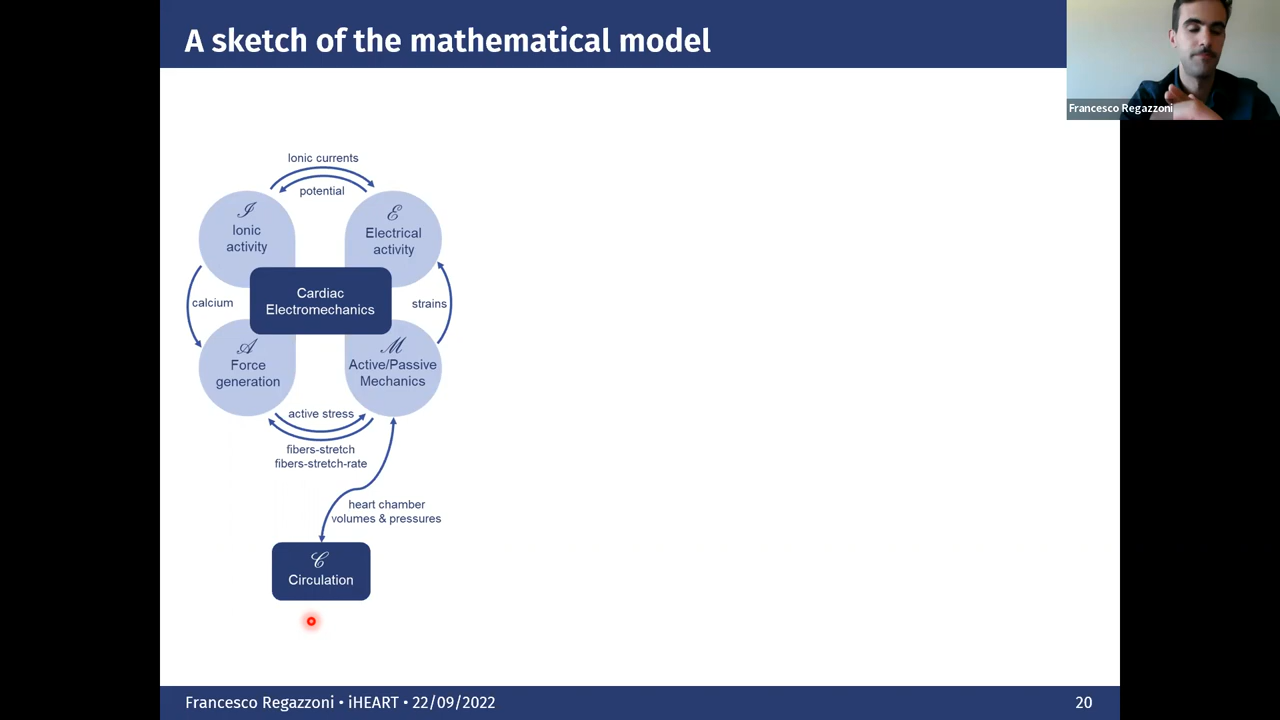 A sketch of the mathematical model
Francesco Regazzoni
Ionic currents
potential
ℐ
Ionic
activity
ℰ
Electrical
activity
Cardiac
Electromechanics
calcium
strains
𝒜
Force
generation
ℳ
Active/Passive
Mechanics
active stress
fibers-stretch
fibers-stretch-rate
heart chamber
volumes & pressures
𝒞
Circulation
Francesco Regazzoni • iHEART • 22/09/2022
20